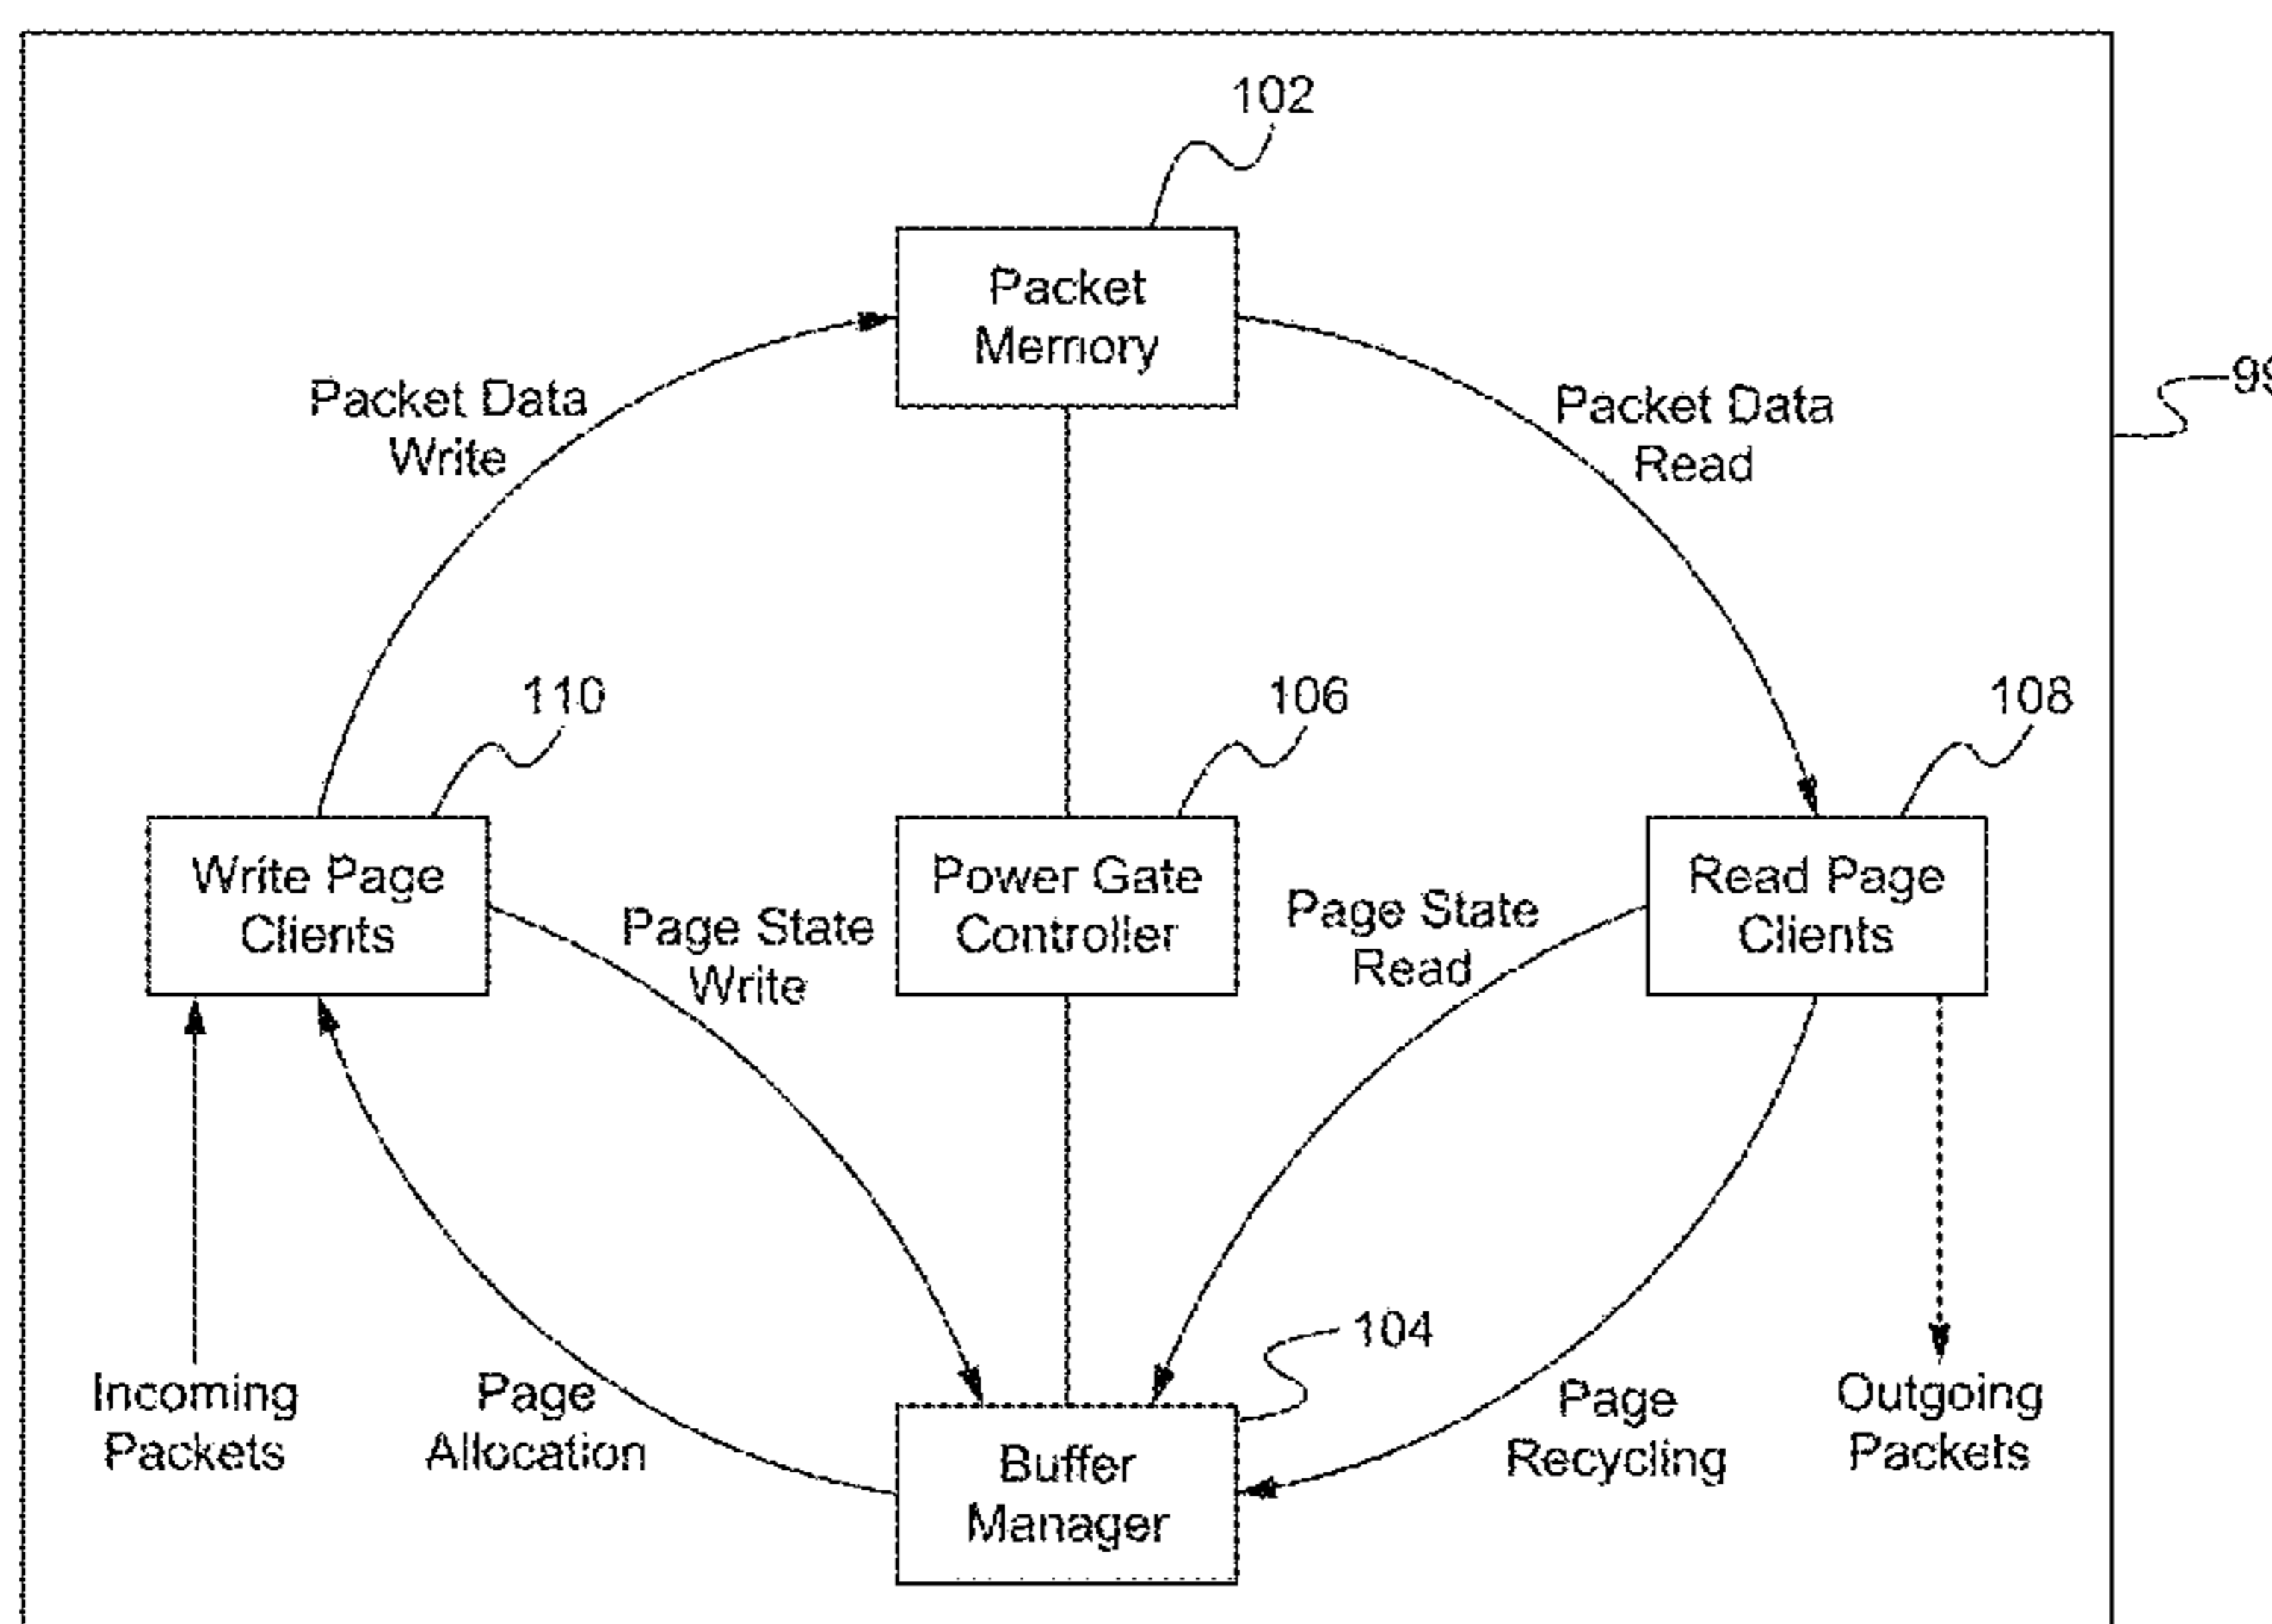 102
Packet
Memory
Packet Data
Write
Packet Data
Read
99
110
106
108
Write Page
Clients
Power Gate
Controller
Read Page
Clients
Page State
Write
Page State
Read
104
Incoming
Packets
Page
Allocation
Buffer
Manager
Page
Recycling
Outgoing
Packets